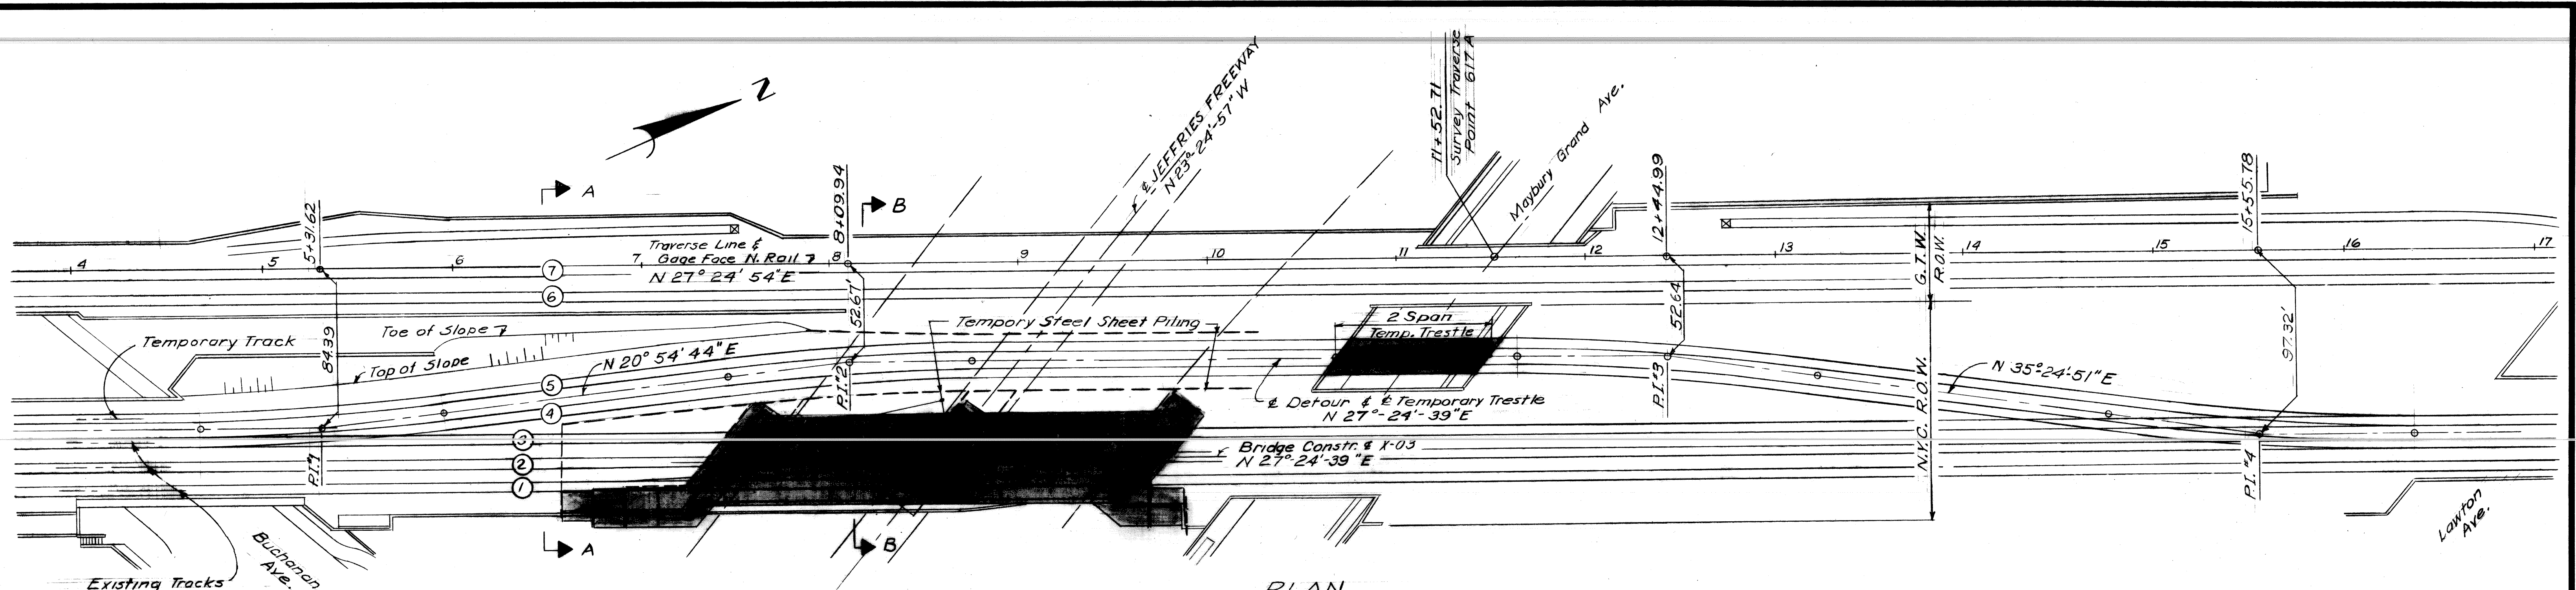 Z
₵ JEFFRIES FREEWAY
N 23° 24'-57" W
11+52.71
Survey Traverse
Point 617 A
Maybury Grand Ave.
A
B
5+31.62
8+09.94
12+44.99
15+55.78
Traverse Line &
Gage Face N. Rail
N 27° 24' 54" E
4
5
6
7
8
9
10
11
12
13
14
15
16
17
7
6
G.T.W.
R.O.W.
84.39
52.67'
52.64
97.32'
Toe of Slope
Temporary Track
Top of Slope
N 20° 54' 44" E
Tempory Steel Sheet Piling
2 Span
Temp. Trestle
N 35° 24'-51" E
5
4
3
2
1
P.I.#1
P.I.#2
P.I.#3
P.I.#4
₵ Detour & ₵ Temporary Trestle
N 27°-24'-39" E
Bridge Constr. ₵ X-03
N 27°-24'-39" E
N.Y.C. R.O.W.
A
B
Buchanan
Ave.
Existing Tracks
Lawton
Ave.
PLAN